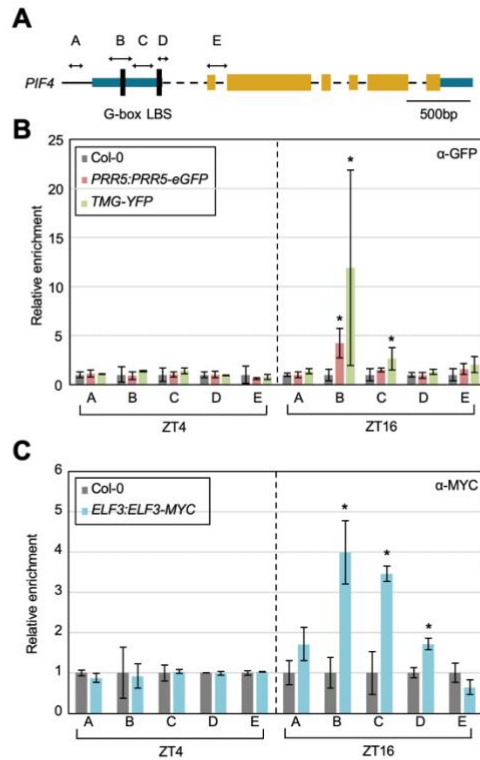 A
A B C D E
PIF4
G-box LBS
500bp
B
25
20
15
10
5
0
Relative enrichment
Col-0
PRR5:PRR5-eGFP
TMG-YFP
α-GFP
* * *
A B C D E A B C D E
ZT4 ZT16
C
6
5
4
3
2
1
0
Relative enrichment
Col-0
ELF3:ELF3-MYC
α-MYC
* * *
A B C D E A B C D E
ZT4 ZT16